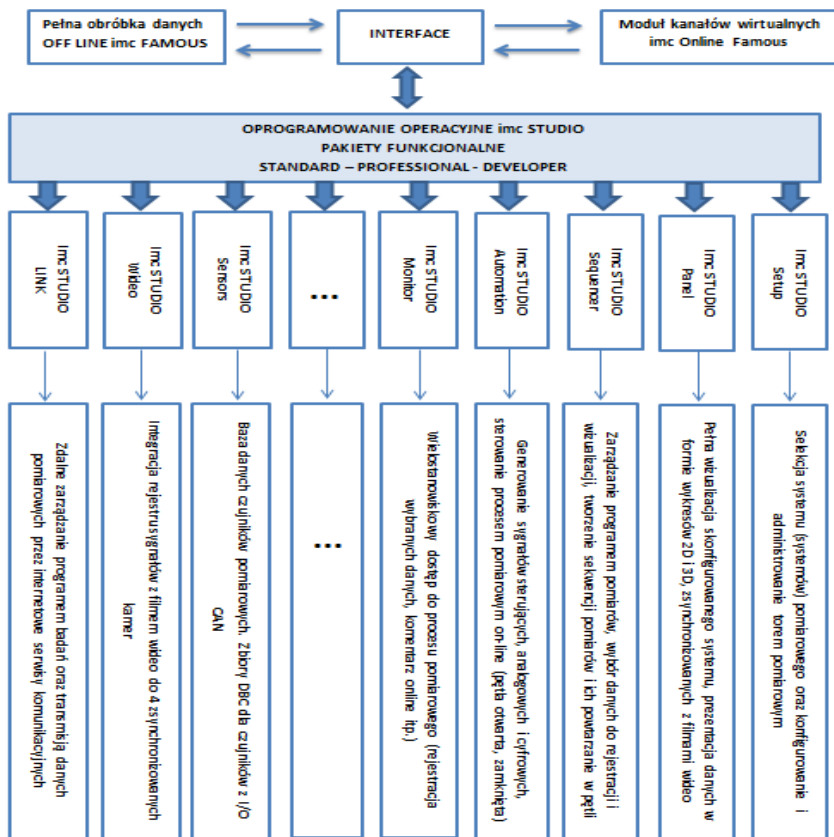 Pełna obróbka danych
OFF LINE imc FAMOUS
INTERFACE
Moduł kanałów wirtualnych
imc Online Famous
OPROGRAMOWANIE OPERACYJNE imc STUDIO
PAKIETY FUNKCJONALNE
STANDARD – PROFESSIONAL - DEVELOPER
Imc STUDIO
LINK
Imc STUDIO
Wideo
Imc STUDIO
Sensors
...
Imc STUDIO
Monitor
Imc STUDIO
Automation
Imc STUDIO
Sequencer
Imc STUDIO
Panel
Imc STUDIO
Setup
Zdalne zarządzanie programem badań oraz transmisją danych
pomiarowych przez internetowe serwisy komunikacyjnych
Integracja rejestru sygnałów z filmem wideo do 4 zsynchronizowanych
kamer
Baza danych czujników pomiarowych. Zbiory DBC dla czujników z I/O
CAN
...
Wielostanowiskowy dostęp do procesu pomiarowego (rejestracja
wybranych danych, komentarz online itp.)
Generowanie sygnałów sterujących, analogowych i cyfrowych,
sterowanie procesem pomiarowym on-line (pętla otwarta, zamknięta)
Zarządzanie programem pomiarów, wybór danych do rejestracji i
wizualizacji, tworzenie sekwencji pomiarów i ich powtarzanie w pętli
Pełna wizualizacja skonfigurowanego systemu, prezentacja danych w
formie wykresów 2D i 3D, zsynchronizowanych z filmami wideo
Selekcja systemu (systemów) pomiarowego oraz konfigurowanie i
administrowanie torem pomiarowym